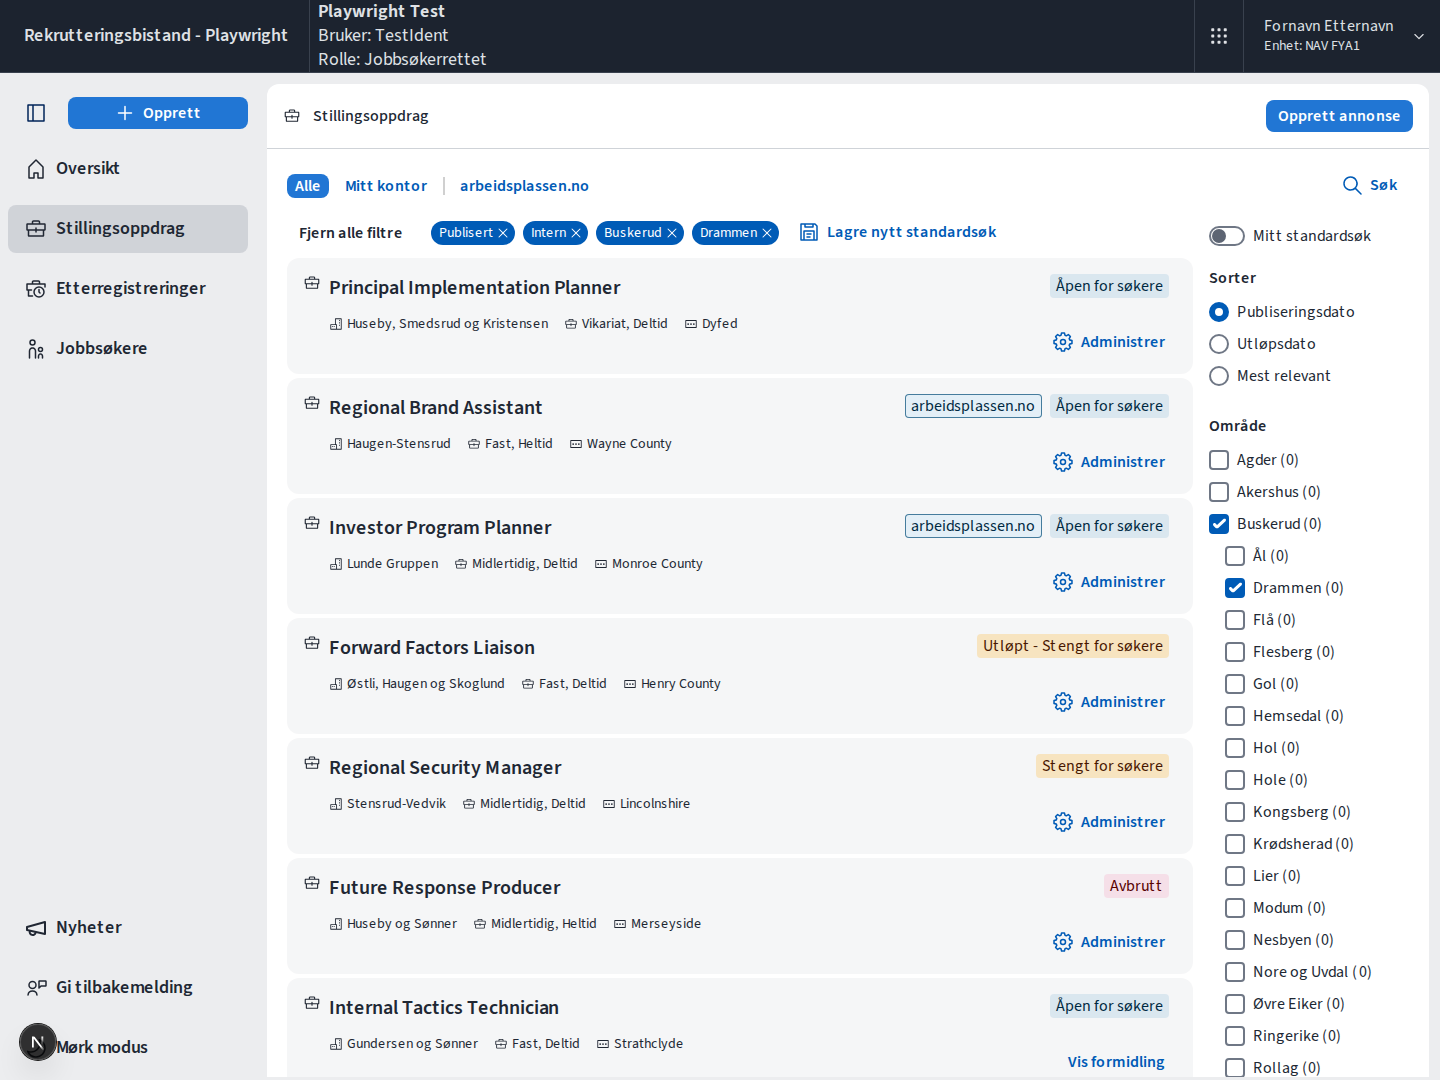 Rekrutteringsbistand - Playwright
Playwright Test
Bruker: TestIdent
Rolle: Jobbsøkerrettet
Fornavn Etternavn
Enhet: NAV FYA1
Opprett
Oversikt
Stillingsoppdrag
Etterregistreringer
Jobbsøkere
Nyheter
Gi tilbakemelding
N
Mørk modus
Stillingsoppdrag
Opprett annonse
Alle
Mitt kontor
arbeidsplassen.no
Søk
Fjern alle filtre
Publisert
Intern
Buskerud
Drammen
Lagre nytt standardsøk
Principal Implementation Planner
Åpen for søkere
Huseby, Smedsrud og Kristensen
Vikariat, Deltid
Dyfed
Administrer
Regional Brand Assistant
arbeidsplassen.no
Åpen for søkere
Haugen-Stensrud
Fast, Heltid
Wayne County
Administrer
Investor Program Planner
arbeidsplassen.no
Åpen for søkere
Lunde Gruppen
Midlertidig, Deltid
Monroe County
Administrer
Forward Factors Liaison
Utløpt - Stengt for søkere
Østli, Haugen og Skoglund
Fast, Deltid
Henry County
Administrer
Regional Security Manager
Stengt for søkere
Stensrud-Vedvik
Midlertidig, Deltid
Lincolnshire
Administrer
Future Response Producer
Avbrutt
Huseby og Sønner
Midlertidig, Heltid
Merseyside
Administrer
Internal Tactics Technician
Åpen for søkere
Gundersen og Sønner
Fast, Deltid
Strathclyde
Vis formidling
Mitt standardsøk
Sorter
Publiseringsdato
Utløpsdato
Mest relevant
Område
Agder (0)
Akershus (0)
Buskerud (0)
Ål (0)
Drammen (0)
Flå (0)
Flesberg (0)
Gol (0)
Hemsedal (0)
Hol (0)
Hole (0)
Kongsberg (0)
Krødsherad (0)
Lier (0)
Modum (0)
Nesbyen (0)
Nore og Uvdal (0)
Øvre Eiker (0)
Ringerike (0)
Rollag (0)